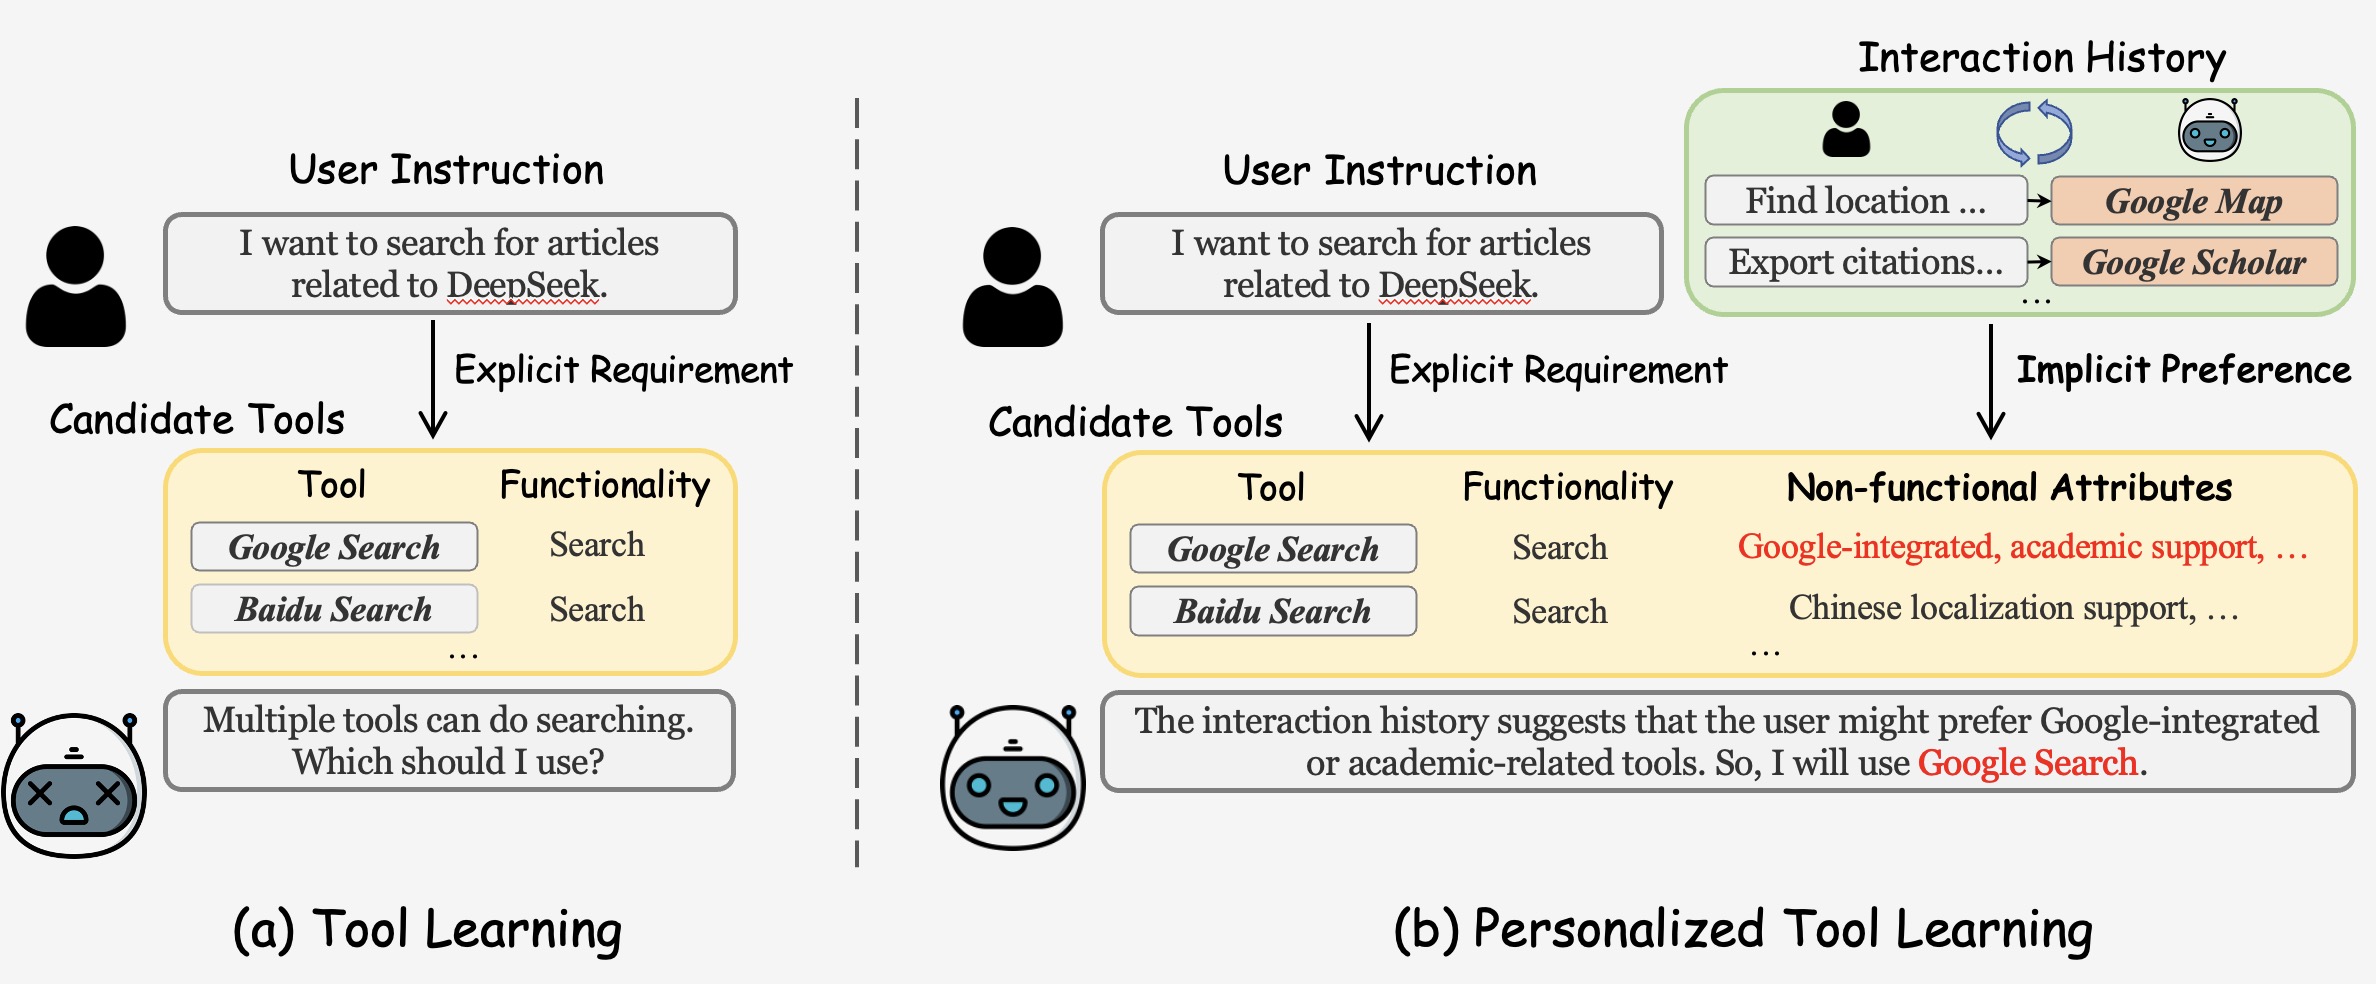 User Instruction
I want to search for articles
related to DeepSeek.
Explicit Requirement
Candidate Tools
Tool Functionality
Google Search Search
Baidu Search Search
...
Multiple tools can do searching.
Which should I use?
(a) Tool Learning
Interaction History
Find location ... Google Map
Export citations... Google Scholar
...
User Instruction
I want to search for articles
related to DeepSeek.
Explicit Requirement
Implicit Preference
Candidate Tools
Tool Functionality Non-functional Attributes
Google Search Search Google-integrated, academic support, ...
Baidu Search Search Chinese localization support, ...
...
The interaction history suggests that the user might prefer Google-integrated
or academic-related tools. So, I will use Google Search.
(b) Personalized Tool Learning